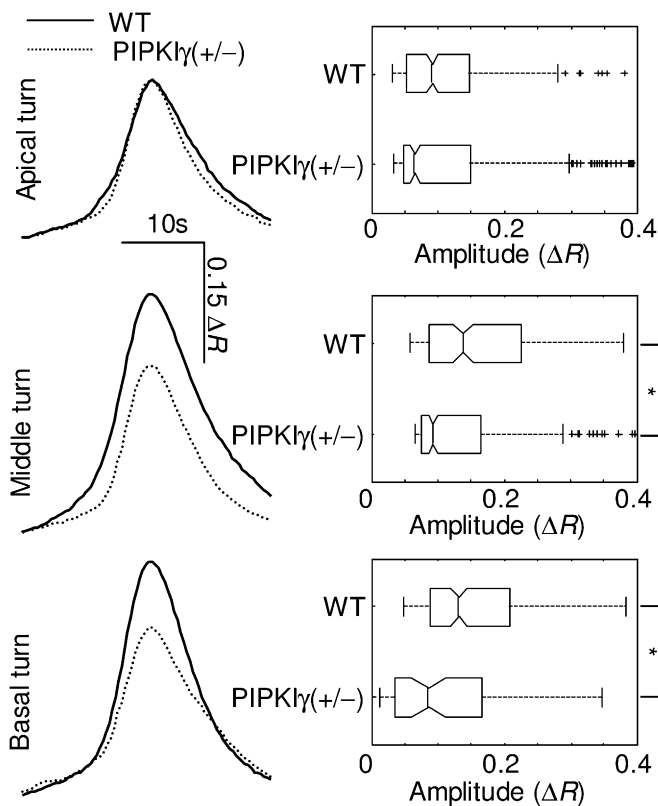 WT
PIPKIγ(+/−)
Apical turn
WT
PIPKIγ(+/−)
0
0.2
0.4
Amplitude (ΔR)
10s
0.15 ΔR
Middle turn
WT
PIPKIγ(+/−)
*
0
0.2
0.4
Amplitude (ΔR)
Basal turn
WT
PIPKIγ(+/−)
*
0
0.2
0.4
Amplitude (ΔR)